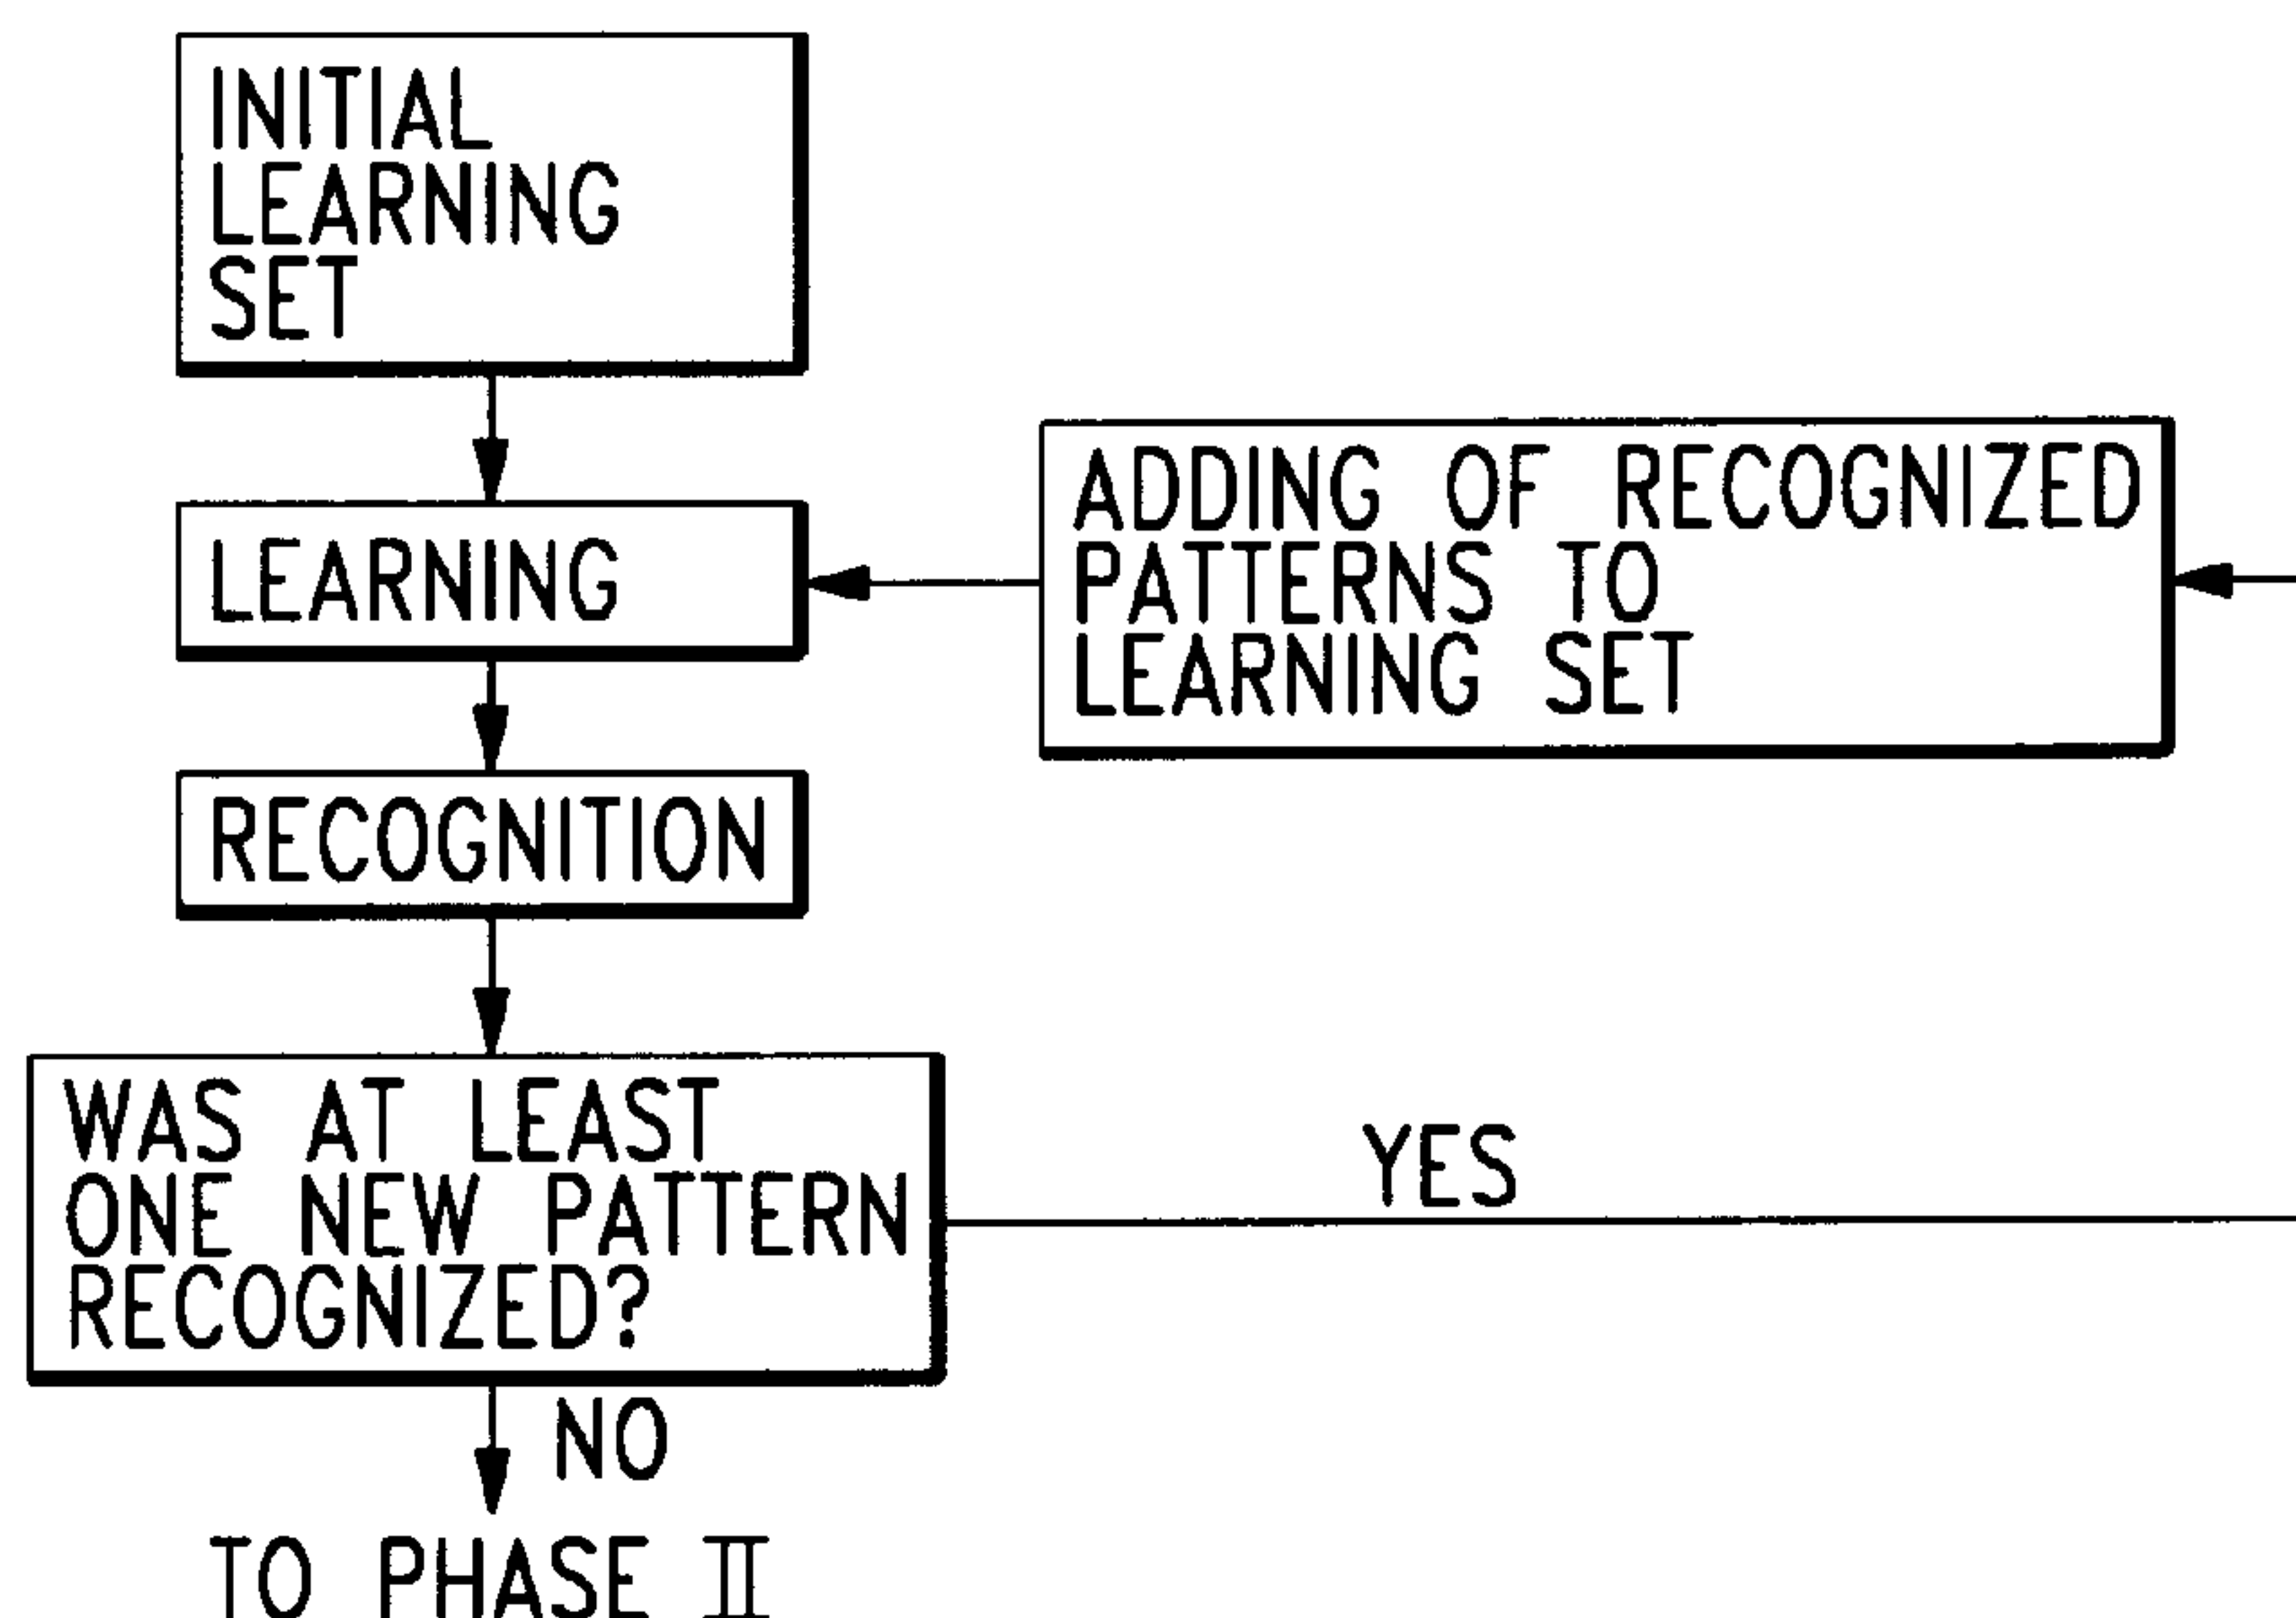 INITIAL
LEARNING
SET
LEARNING
ADDING OF RECOGNIZED
PATTERNS TO
LEARNING SET
RECOGNITION
WAS AT LEAST
ONE NEW PATTERN
RECOGNIZED?
YES
NO
TO PHASE II